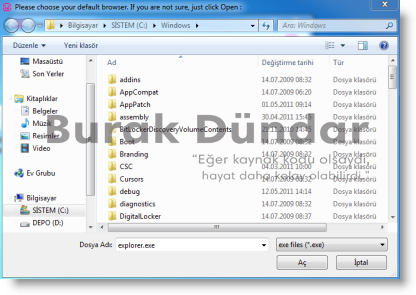 Please choose your default browser. If you are not sure, just click Open :
Bilgisayar ▸ SİSTEM (C:) ▸ Windows ▸
Ara: Windows
Düzenle
Yeni klasör
Masaüstü
Son Yerler
Kitaplıklar
Belgeler
Müzik
Resimler
Video
Ev Grubu
Bilgisayar
SİSTEM (C:)
DEPO (D:)
Ad Değiştirme tarihi Tür
addins 14.07.2009 08:32 Dosya klasörü
AppCompat 14.07.2009 06:20 Dosya klasörü
AppPatch 01.05.2011 09:14 Dosya klasörü
assembly 30.04.2011 15:45 Dosya klasörü
BitLockerDiscoveryVolumeContents Dosya klasörü
Boot Dosya klasörü
Branding 14.07.2009 08:32 Dosya klasörü
CSC 04.03.2011 10:00 Dosya klasörü
Cursors 14.07.2009 08:32 Dosya klasörü
debug 12.05.2011 14:14 Dosya klasörü
diagnostics 14.07.2009 08:32 Dosya klasörü
DigitalLocker 14.07.2009 08:37 Dosya klasörü
Burak Dündar
"Eğer kaynak kodu olsaydı,
hayat daha kolay olabilirdi."
Dosya Adı: explorer.exe
exe files (*.exe)
Aç
İptal